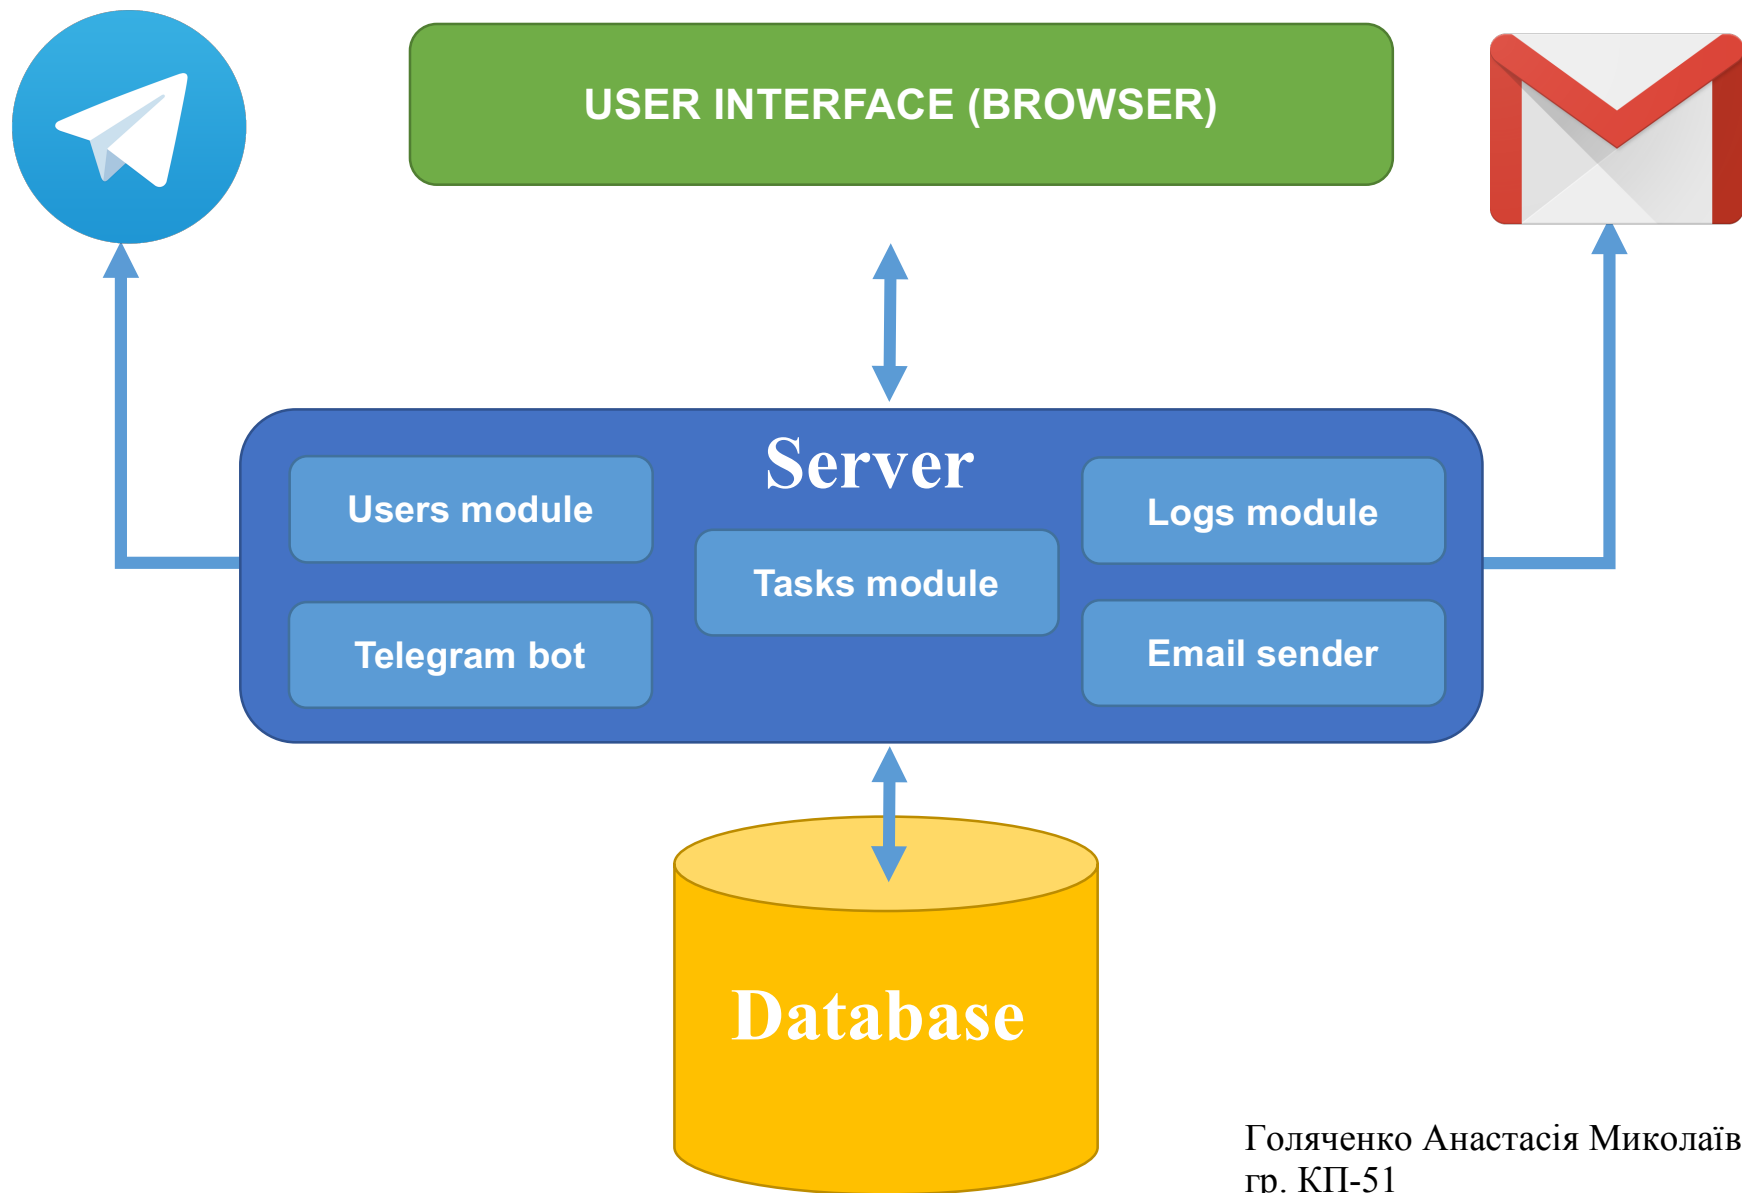 USER INTERFACE (BROWSER)
Server
Users module
Logs module
Tasks module
Telegram bot
Email sender
Database
Голяченко Анастасія Миколаїв
гр. КП-51